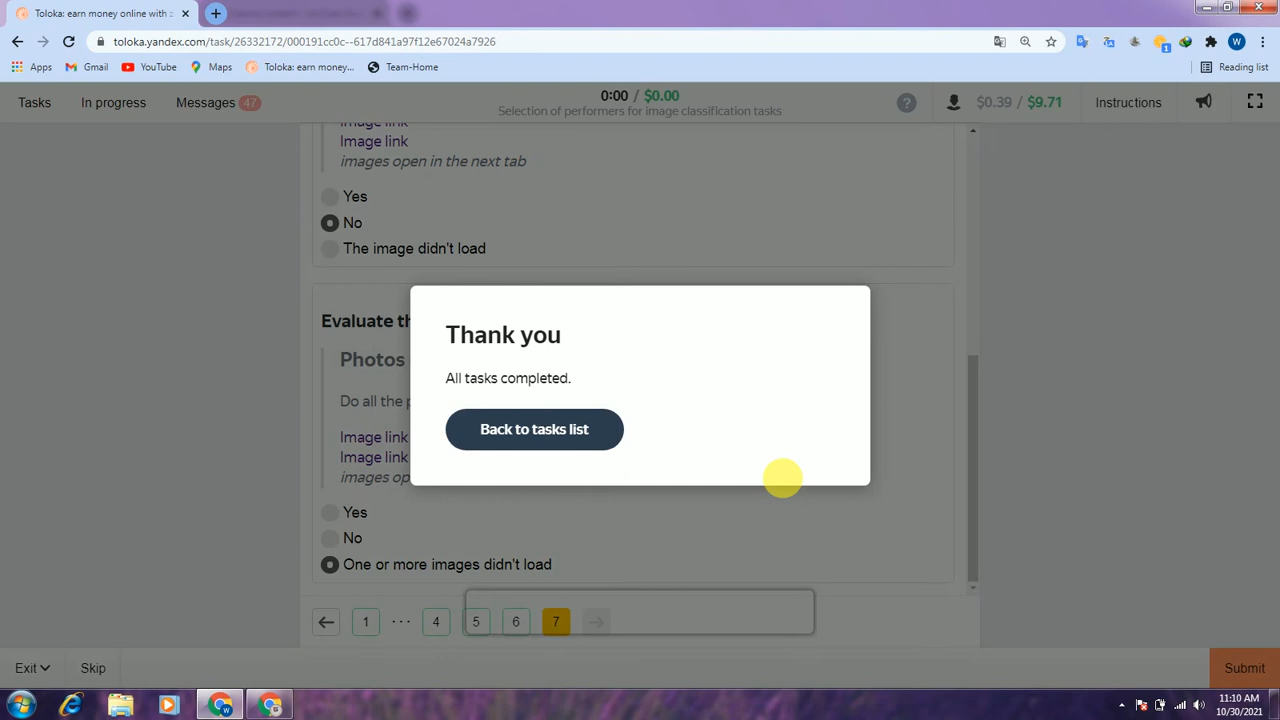 Toloka: earn money online with
toloka.yandex.com/task/26332172/000191cc0c--617d841a97f12e67024a7926
Apps
Gmail
YouTube
Maps
Toloka: earn money...
Team-Home
Reading list
Tasks
In progress
Messages 47
0:00 / $0.00
Selection of performers for image classification tasks
?
$0.39 / $9.71
Instructions
Image link
Image link
images open in the next tab
Yes
No
The image didn't load
Evaluate th
Photos
Do all the p
Image link
Image link
images op
Yes
No
One or more images didn't load
Thank you
All tasks completed.
Back to tasks list
1 ... 4 5 6 7
Exit
Skip
Submit
11:10 AM
10/30/2021